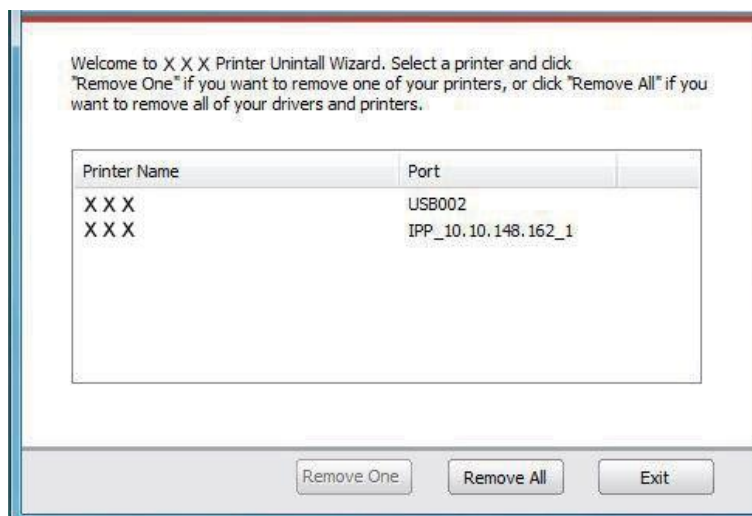 Welcome to X X X Printer Unintall Wizard. Select a printer and click
"Remove One" if you want to remove one of your printers, or click "Remove All" if you
want to remove all of your drivers and printers.
Printer Name Port
X X X USB002
X X X IPP_10.10.148.162_1
Remove One Remove All Exit